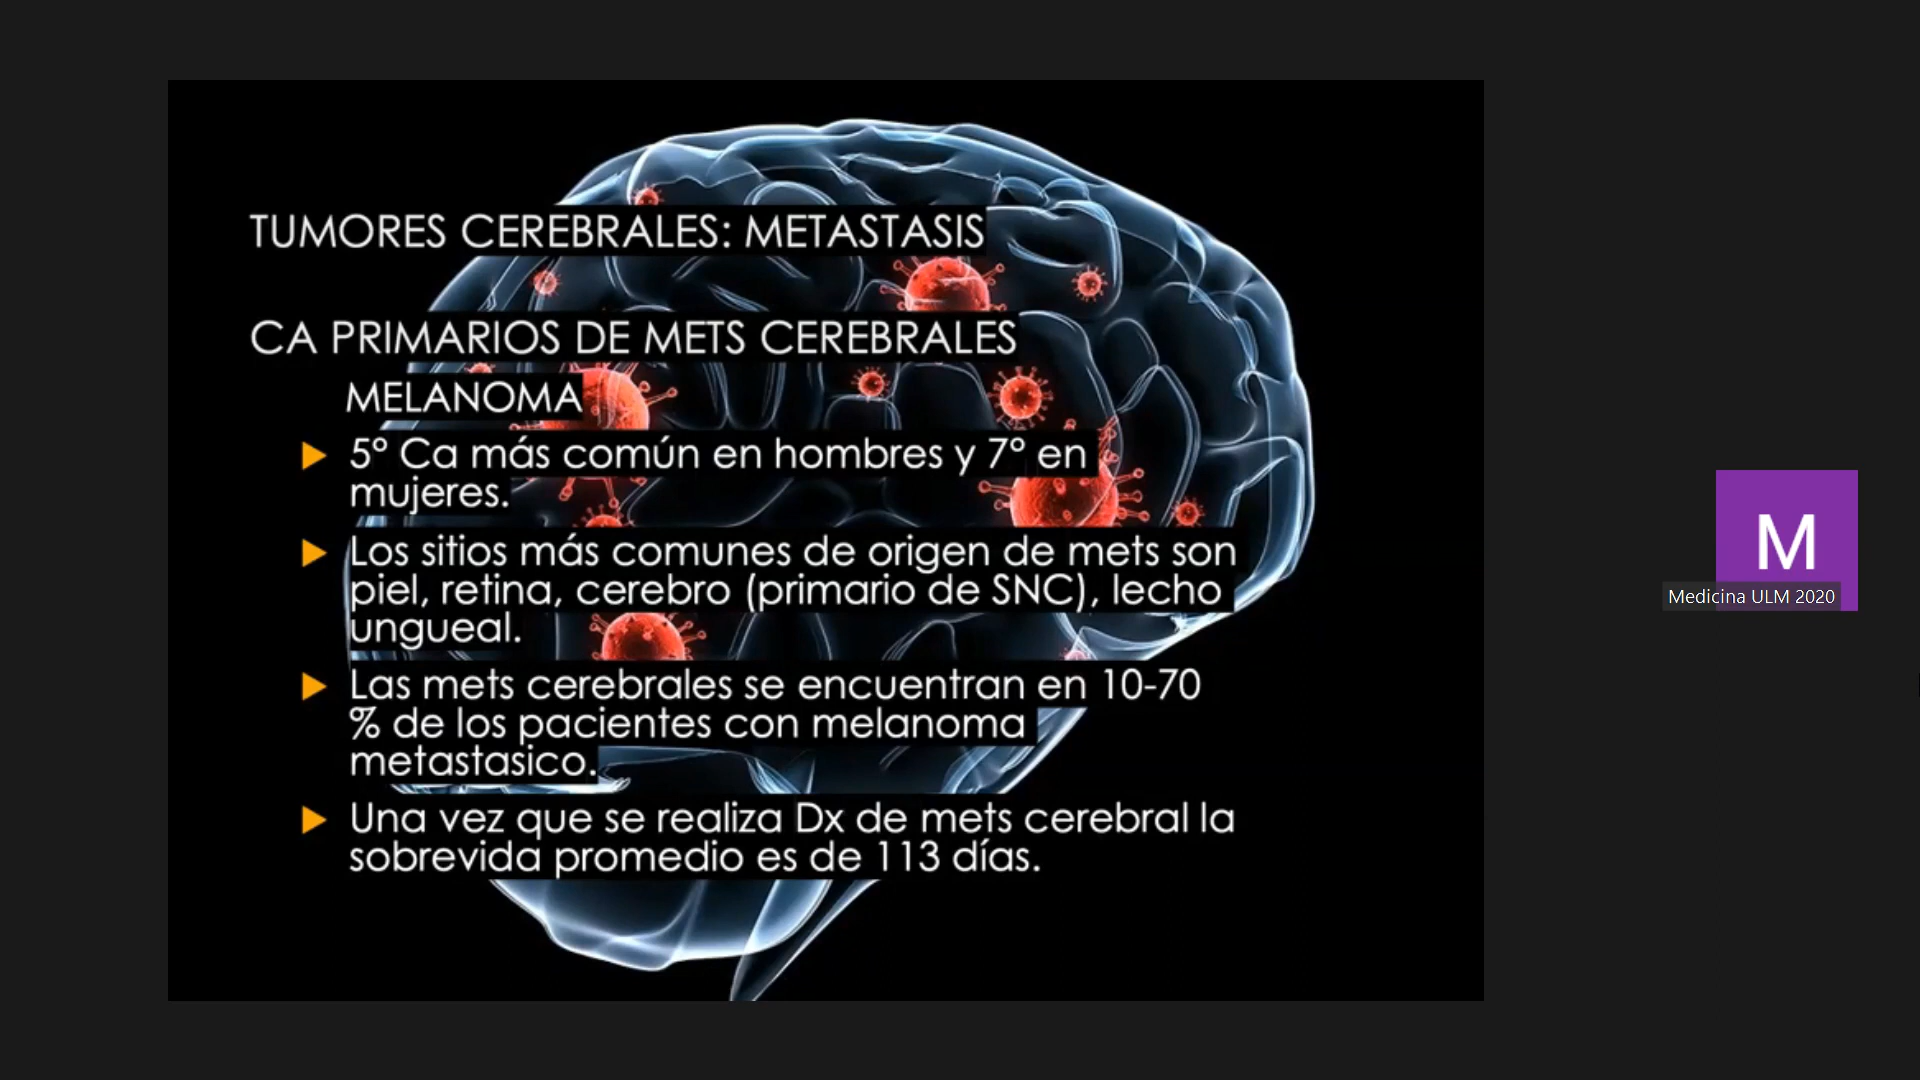 TUMORES CEREBRALES: METASTASIS
CA PRIMARIOS DE METS CEREBRALES
MELANOMA
5° Ca más común en hombres y 7° en
mujeres.
Los sitios más comunes de origen de mets son
piel, retina, cerebro (primario de SNC), lecho
ungueal.
Las mets cerebrales se encuentran en 10-70
% de los pacientes con melanoma
metastasico.
Una vez que se realiza Dx de mets cerebral la
sobrevida promedio es de 113 días.
M
Medicina ULM 2020